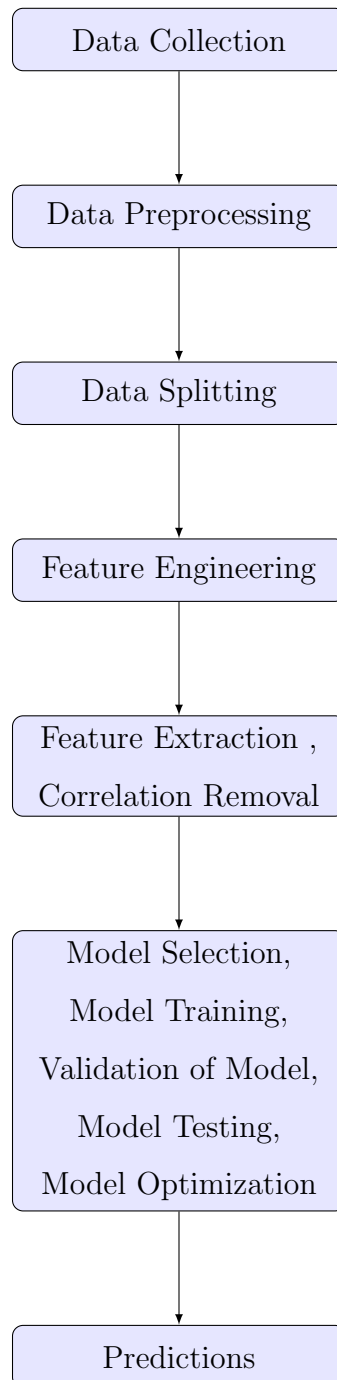 Data Collection
Data Preprocessing
Data Splitting
Feature Engineering
Feature Extraction ,
Correlation Removal
Model Selection,
Model Training,
Validation of Model,
Model Testing,
Model Optimization
Predictions